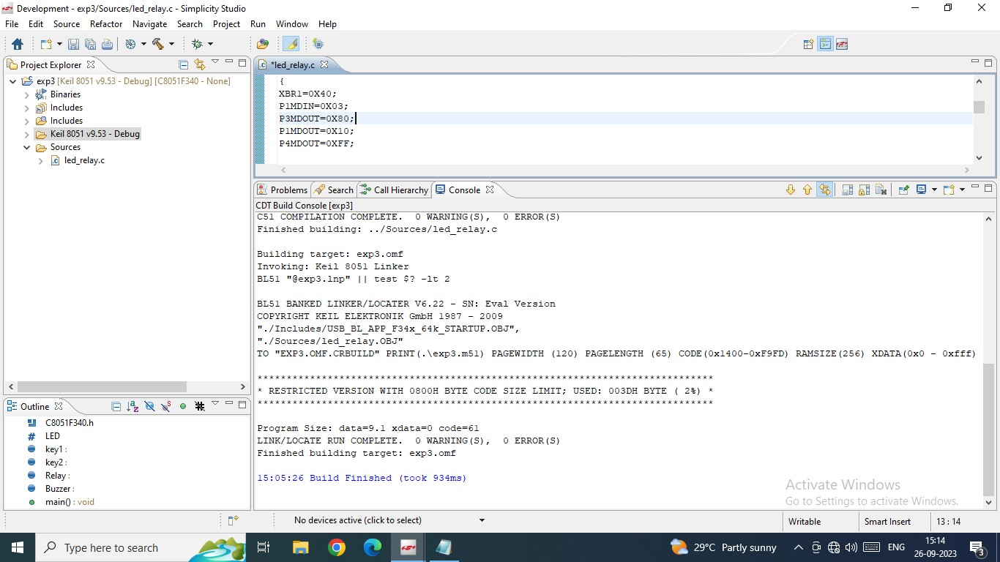 Development - exp3/Sources/led_relay.c - Simplicity Studio
File Edit Source Refactor Navigate Search Project Run Window Help
Project Explorer
exp3 [Keil 8051 v9.53 - Debug] [C8051F340 - None]
Binaries
Includes
Includes
Keil 8051 v9.53 - Debug
Sources
led_relay.c
*led_relay.c
{
XBR1=0X40;
P1MDIN=0X03;
P3MDOUT=0X80;
P1MDOUT=0X10;
P4MDOUT=0XFF;
Problems Search Call Hierarchy Console
CDT Build Console [exp3]
C51 COMPILATION COMPLETE. 0 WARNING(S), 0 ERROR(S)
Finished building: ../Sources/led_relay.c
Building target: exp3.omf
Invoking: Keil 8051 Linker
BL51 "@exp3.lnp" || test $? -lt 2
BL51 BANKED LINKER/LOCATER V6.22 - SN: Eval Version
COPYRIGHT KEIL ELEKTRONIK GmbH 1987 - 2009
"./Includes/USB_BL_APP_F34x_64k_STARTUP.OBJ",
"./Sources/led_relay.OBJ"
TO "EXP3.OMF.CRBUILD" PRINT(.\exp3.m51) PAGEWIDTH (120) PAGELENGTH (65) CODE(0x1400-0xF9FD) RAMSIZE(256) XDATA(0x0 - 0xfff)
*************************************************************************
* RESTRICTED VERSION WITH 0800H BYTE CODE SIZE LIMIT; USED: 003DH BYTE ( 2%) *
*************************************************************************
Program Size: data=9.1 xdata=0 code=61
LINK/LOCATE RUN COMPLETE. 0 WARNING(S), 0 ERROR(S)
Finished building target: exp3.omf
15:05:26 Build Finished (took 934ms)
Outline
C8051F340.h
LED
key1 :
key2 :
Relay :
Buzzer :
main() : void
Activate Windows
Go to Settings to activate Windows.
No devices active (click to select)
Writable
Smart Insert
13 : 14
Type here to search
29°C Partly sunny
ENG
15:14
26-09-2023
3